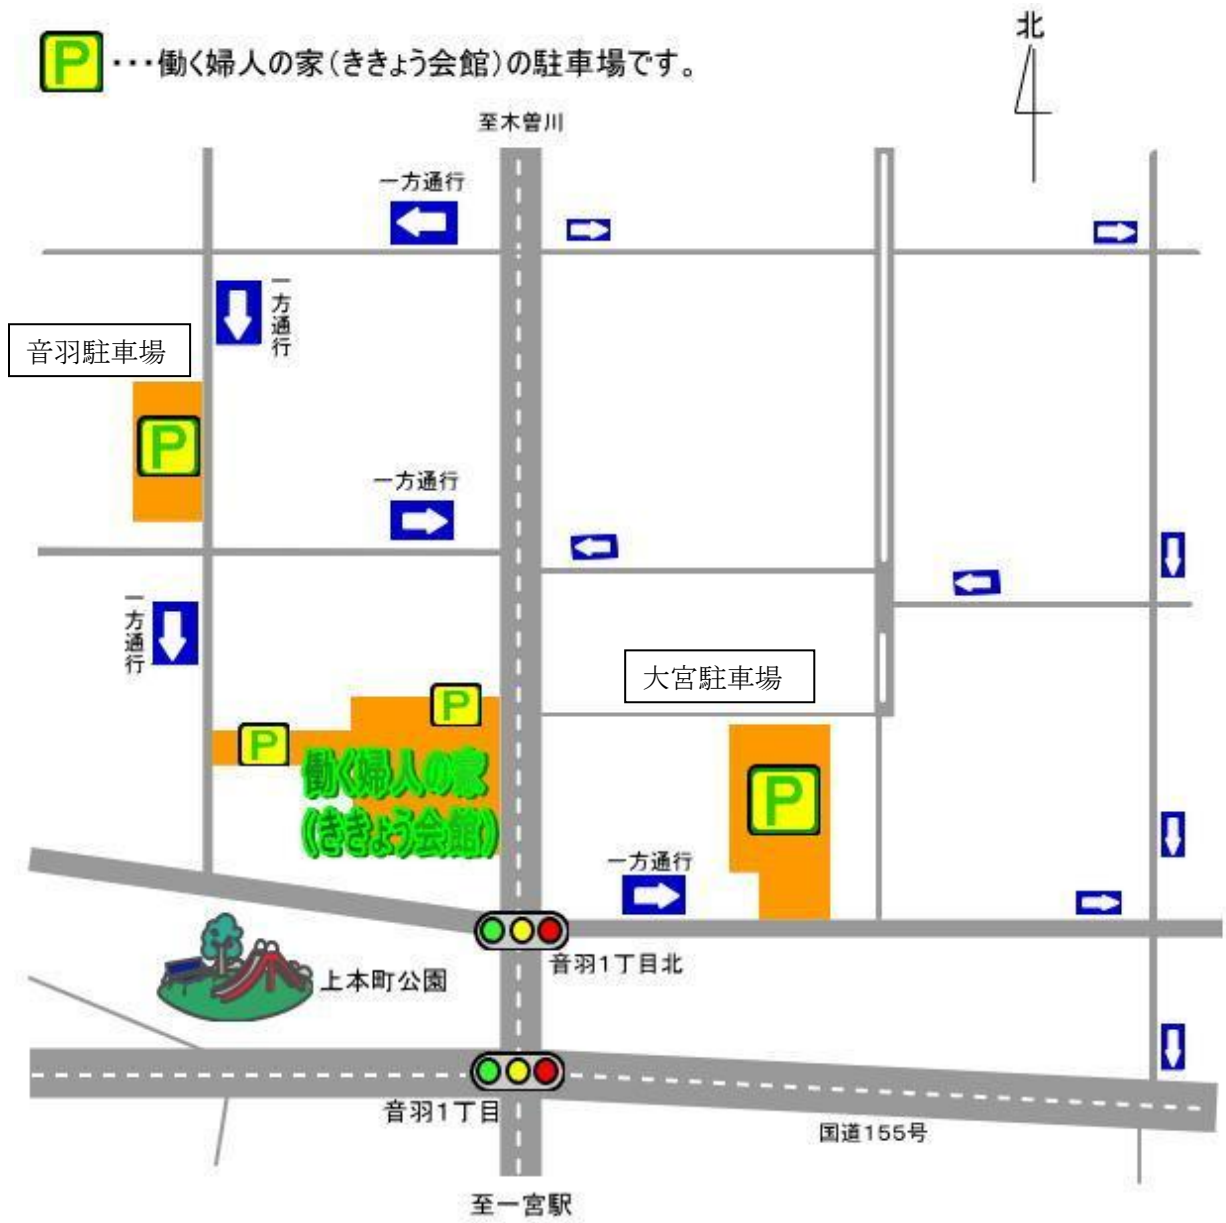 北
P・・・働く婦人の家(ききょう会館)の駐車場です。
至木曽川
一方通行
一方通行
音羽駐車場
P
一方通行
一方通行
大宮駐車場
P
P
働く婦人の家
(ききょう会館)
P
一方通行
音羽1丁目北
上本町公園
音羽1丁目
国道155号
至一宮駅